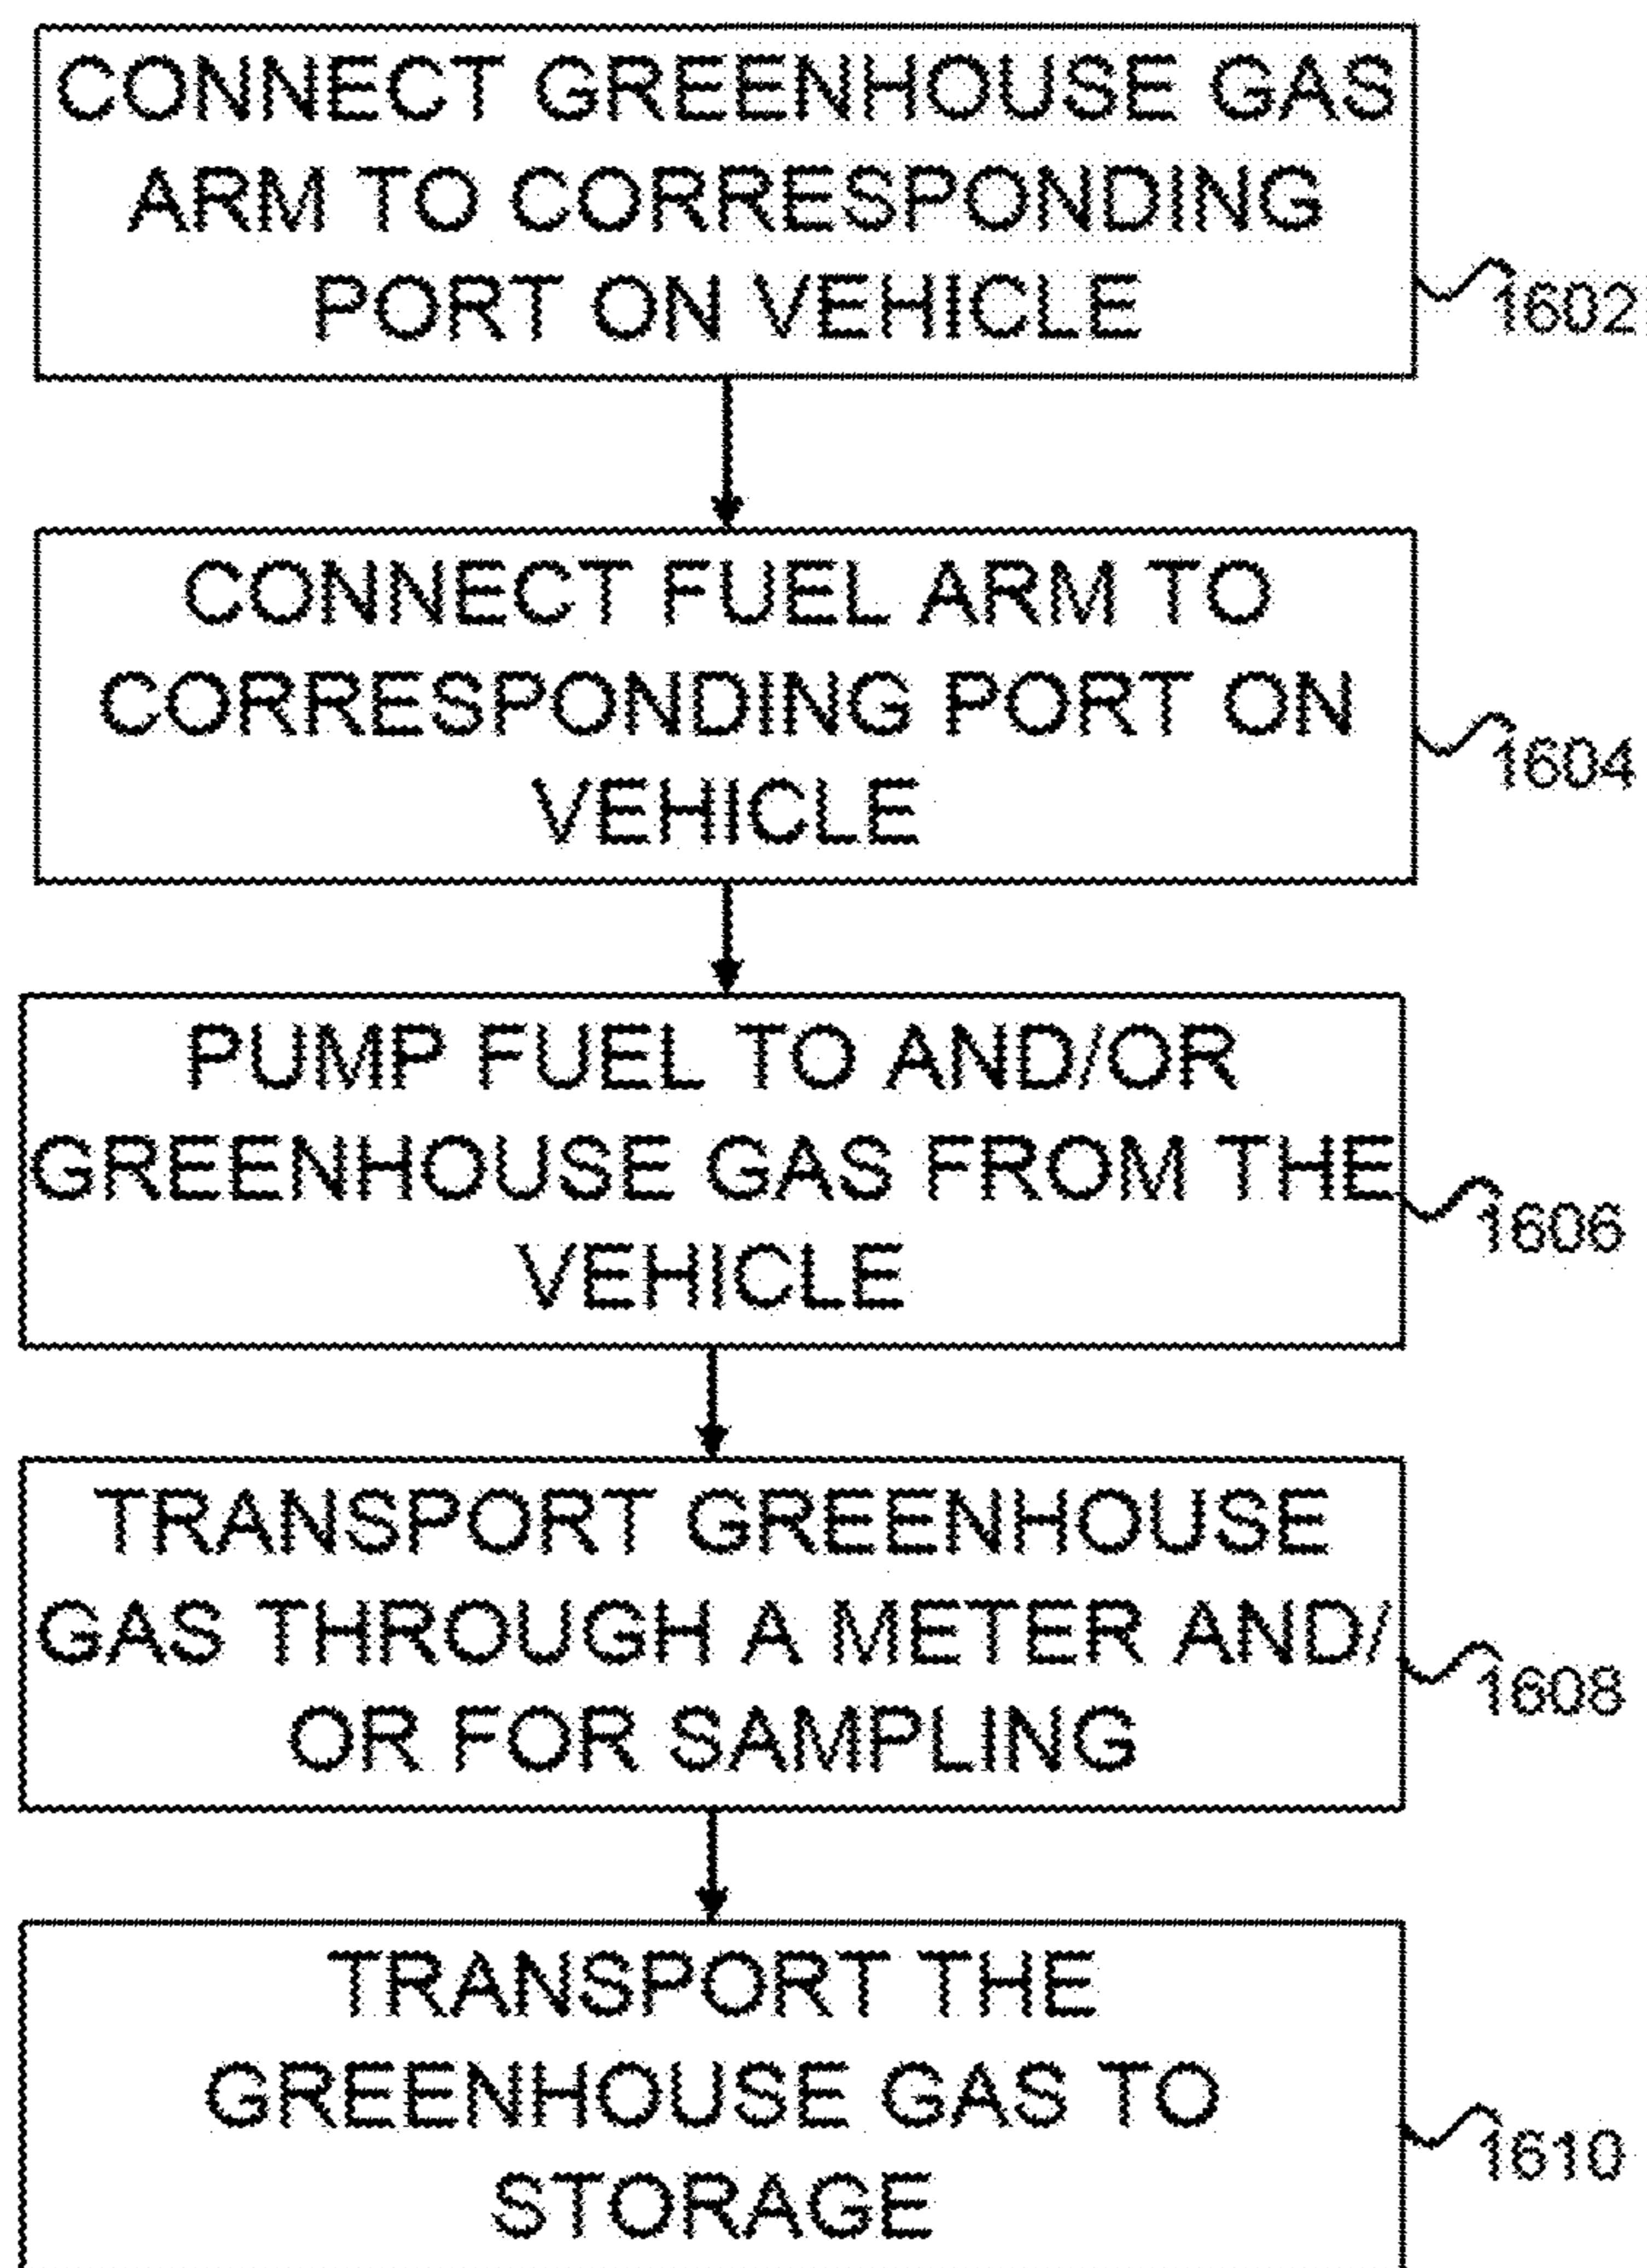 CONNECT GREENHOUSE GAS
ARM TO CORRESPONDING
PORT ON VEHICLE
1602
CONNECT FUEL ARM TO
CORRESPONDING PORT ON
VEHICLE
1604
PUMP FUEL TO AND/OR
GREENHOUSE GAS FROM THE
VEHICLE
1606
TRANSPORT GREENHOUSE
GAS THROUGH A METER AND/
OR FOR SAMPLING
1608
TRANSPORT THE
GREENHOUSE GAS TO
STORAGE
1610